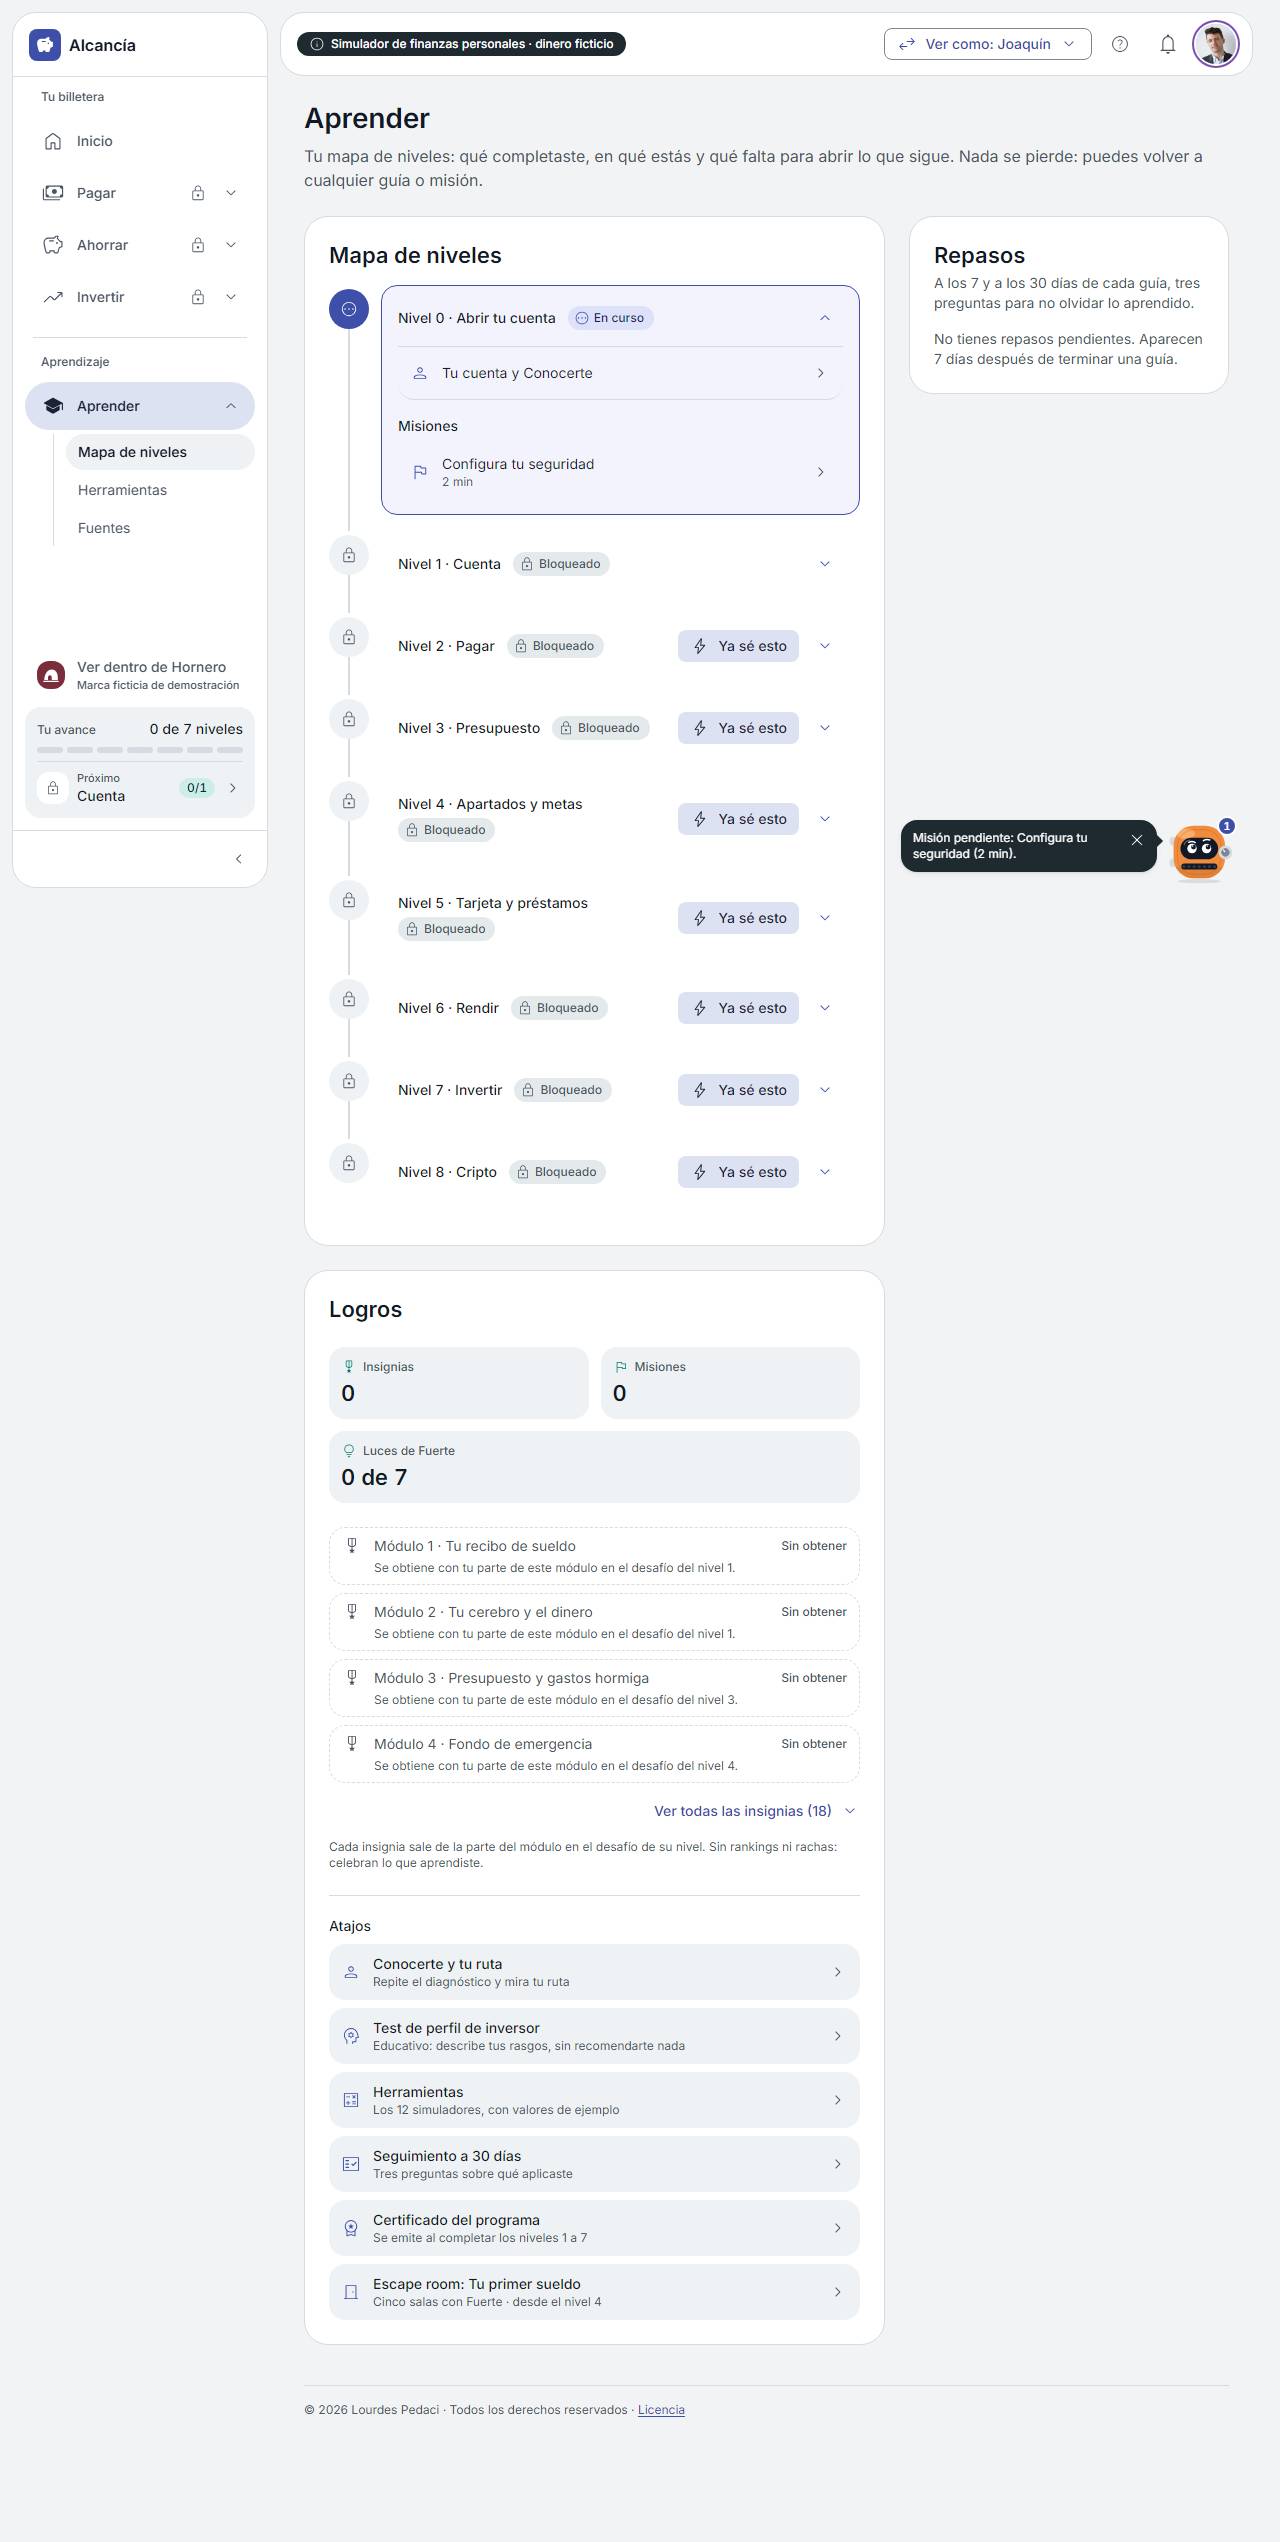 Alcancía
Simulador de finanzas personales · dinero ficticio
Ver como: Joaquín
Tu billetera
Inicio
Pagar
Ahorrar
Invertir
Aprendizaje
Aprender
Mapa de niveles
Herramientas
Fuentes
Ver dentro de Hornero
Marca ficticia de demostración
Tu avance
0 de 7 niveles
Próximo
Cuenta
0/1
Aprender
Tu mapa de niveles: qué completaste, en qué estás y qué falta para abrir lo que sigue. Nada se pierde: puedes volver a
cualquier guía o misión.
Mapa de niveles
Nivel 0 · Abrir tu cuenta
En curso
Tu cuenta y Conocerte
Misiones
Configura tu seguridad
2 min
Nivel 1 · Cuenta
Bloqueado
Nivel 2 · Pagar
Bloqueado
Ya sé esto
Nivel 3 · Presupuesto
Bloqueado
Ya sé esto
Nivel 4 · Apartados y metas
Bloqueado
Ya sé esto
Nivel 5 · Tarjeta y préstamos
Bloqueado
Ya sé esto
Nivel 6 · Rendir
Bloqueado
Ya sé esto
Nivel 7 · Invertir
Bloqueado
Ya sé esto
Nivel 8 · Cripto
Bloqueado
Ya sé esto
Repasos
A los 7 y a los 30 días de cada guía, tres
preguntas para no olvidar lo aprendido.
No tienes repasos pendientes. Aparecen
7 días después de terminar una guía.
Misión pendiente: Configura tu
seguridad (2 min).
1
Logros
Insignias
0
Misiones
0
Luces de Fuerte
0 de 7
Módulo 1 · Tu recibo de sueldo
Sin obtener
Se obtiene con tu parte de este módulo en el desafío del nivel 1.
Módulo 2 · Tu cerebro y el dinero
Sin obtener
Se obtiene con tu parte de este módulo en el desafío del nivel 1.
Módulo 3 · Presupuesto y gastos hormiga
Sin obtener
Se obtiene con tu parte de este módulo en el desafío del nivel 3.
Módulo 4 · Fondo de emergencia
Sin obtener
Se obtiene con tu parte de este módulo en el desafío del nivel 4.
Ver todas las insignias (18)
Cada insignia sale de la parte del módulo en el desafío de su nivel. Sin rankings ni rachas:
celebran lo que aprendiste.
Atajos
Conocerte y tu ruta
Repite el diagnóstico y mira tu ruta
Test de perfil de inversor
Educativo: describe tus rasgos, sin recomendarte nada
Herramientas
Los 12 simuladores, con valores de ejemplo
Seguimiento a 30 días
Tres preguntas sobre qué aplicaste
Certificado del programa
Se emite al completar los niveles 1 a 7
Escape room: Tu primer sueldo
Cinco salas con Fuerte · desde el nivel 4
© 2026 Lourdes Pedaci · Todos los derechos reservados · Licencia